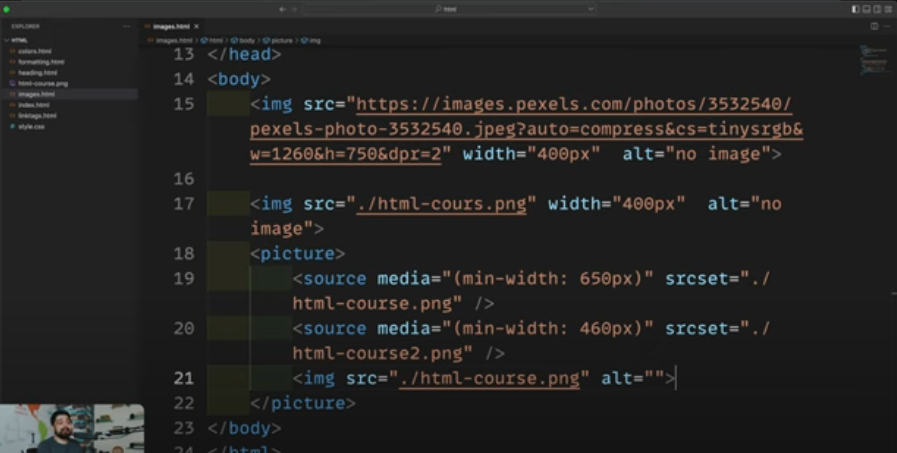 html
EXPLORER
images.html
HTML
images.html > html > body > picture > img
colors.html
formatting.html
heading.html
html-course.png
images.html
index.html
linktags.html
style.css
13 </head>
14 <body>
15 <img src="https://images.pexels.com/photos/3532540/
pexels-photo-3532540.jpeg?auto=compress&cs=tinysrgb&
w=1260&h=750&dpr=2" width="400px" alt="no image">
16
17 <img src="./html-cours.png" width="400px" alt="no
image">
18 <picture>
19 <source media="(min-width: 650px)" srcset="./
html-course.png" />
20 <source media="(min-width: 460px)" srcset="./
html-course2.png" />
21 <img src="./html-course.png" alt="">
22 </picture>
23 </body>
24 </html>